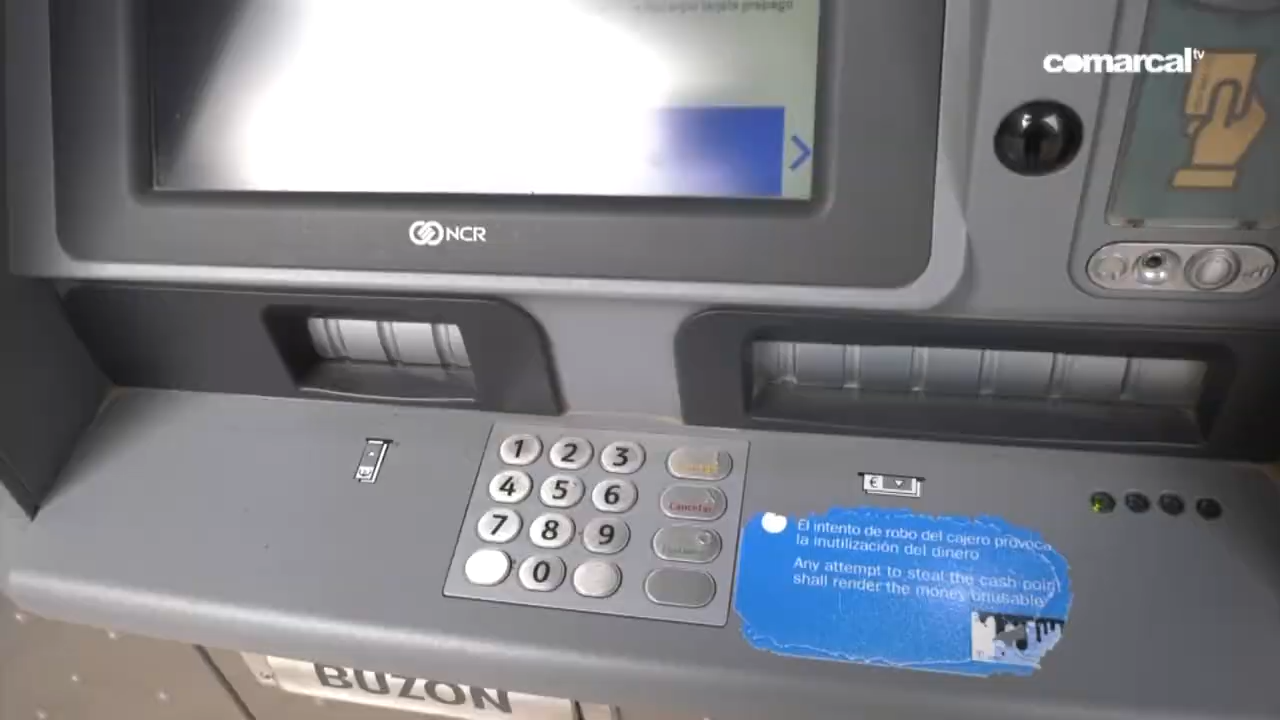 tarjeta prepago
comarcal tv
NCR
1 2 3
4 5 6
Cancelar
7 8 9
0
€
El intento de robo del cajero provoca
la inutilización del dinero
Any attempt to steal the cash point
shall render the money unusable
BUZON